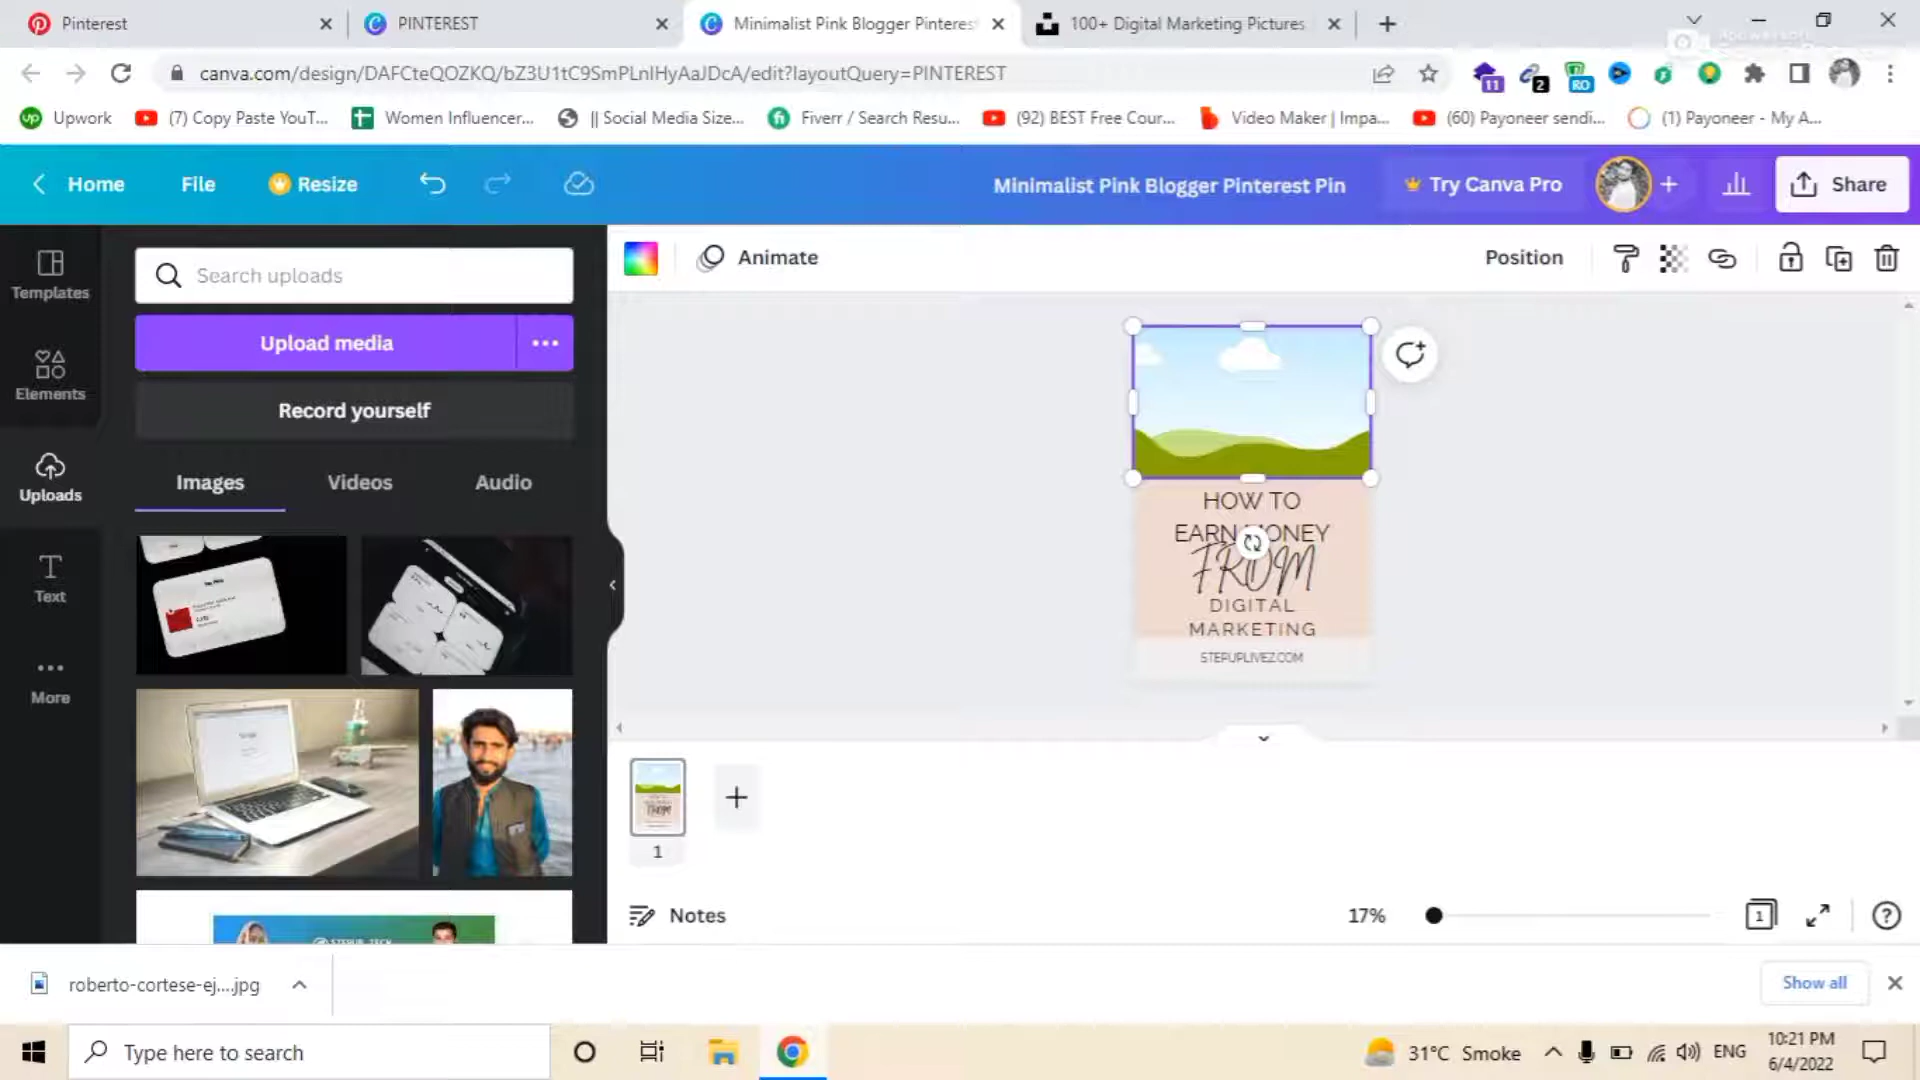 Pinterest
PINTEREST
Minimalist Pink Blogger Pinteres
100+ Digital Marketing Pictures
canva.com/design/DAFCteQOZKQ/bZ3U1tC9SmPLnIHyAaJDcA/edit?layoutQuery=PINTEREST
11
2
RO
Upwork
(7) Copy Paste YouT...
Women Influencer...
|| Social Media Size...
Fiverr / Search Resu...
(92) BEST Free Cour...
Video Maker | Impa...
(60) Payoneer sendi...
(1) Payoneer - My A...
Home
File
Resize
Minimalist Pink Blogger Pinterest Pin
Try Canva Pro
Share
Templates
Elements
Uploads
Text
More
Search uploads
Upload media
Record yourself
Images
Videos
Audio
Animate
Position
HOW TO
EARN MONEY
FROM
DIGITAL
MARKETING
STEPUPLIVEZ.COM
1
Notes
17%
1
roberto-cortese-ej....jpg
Show all
Type here to search
31°C Smoke
ENG
10:21 PM
6/4/2022